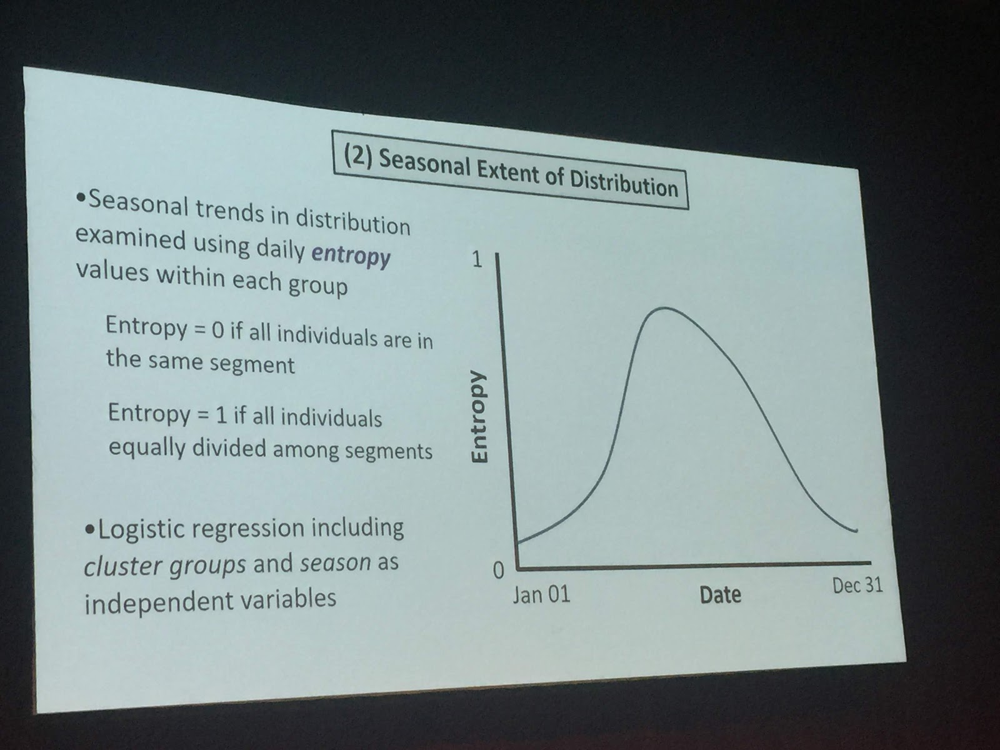 (2) Seasonal Extent of Distribution
•Seasonal trends in distribution
examined using daily entropy
values within each group
Entropy = 0 if all individuals are in
the same segment
Entropy = 1 if all individuals
equally divided among segments
•Logistic regression including
cluster groups and season as
independent variables
1
Entropy
0
Jan 01
Date
Dec 31